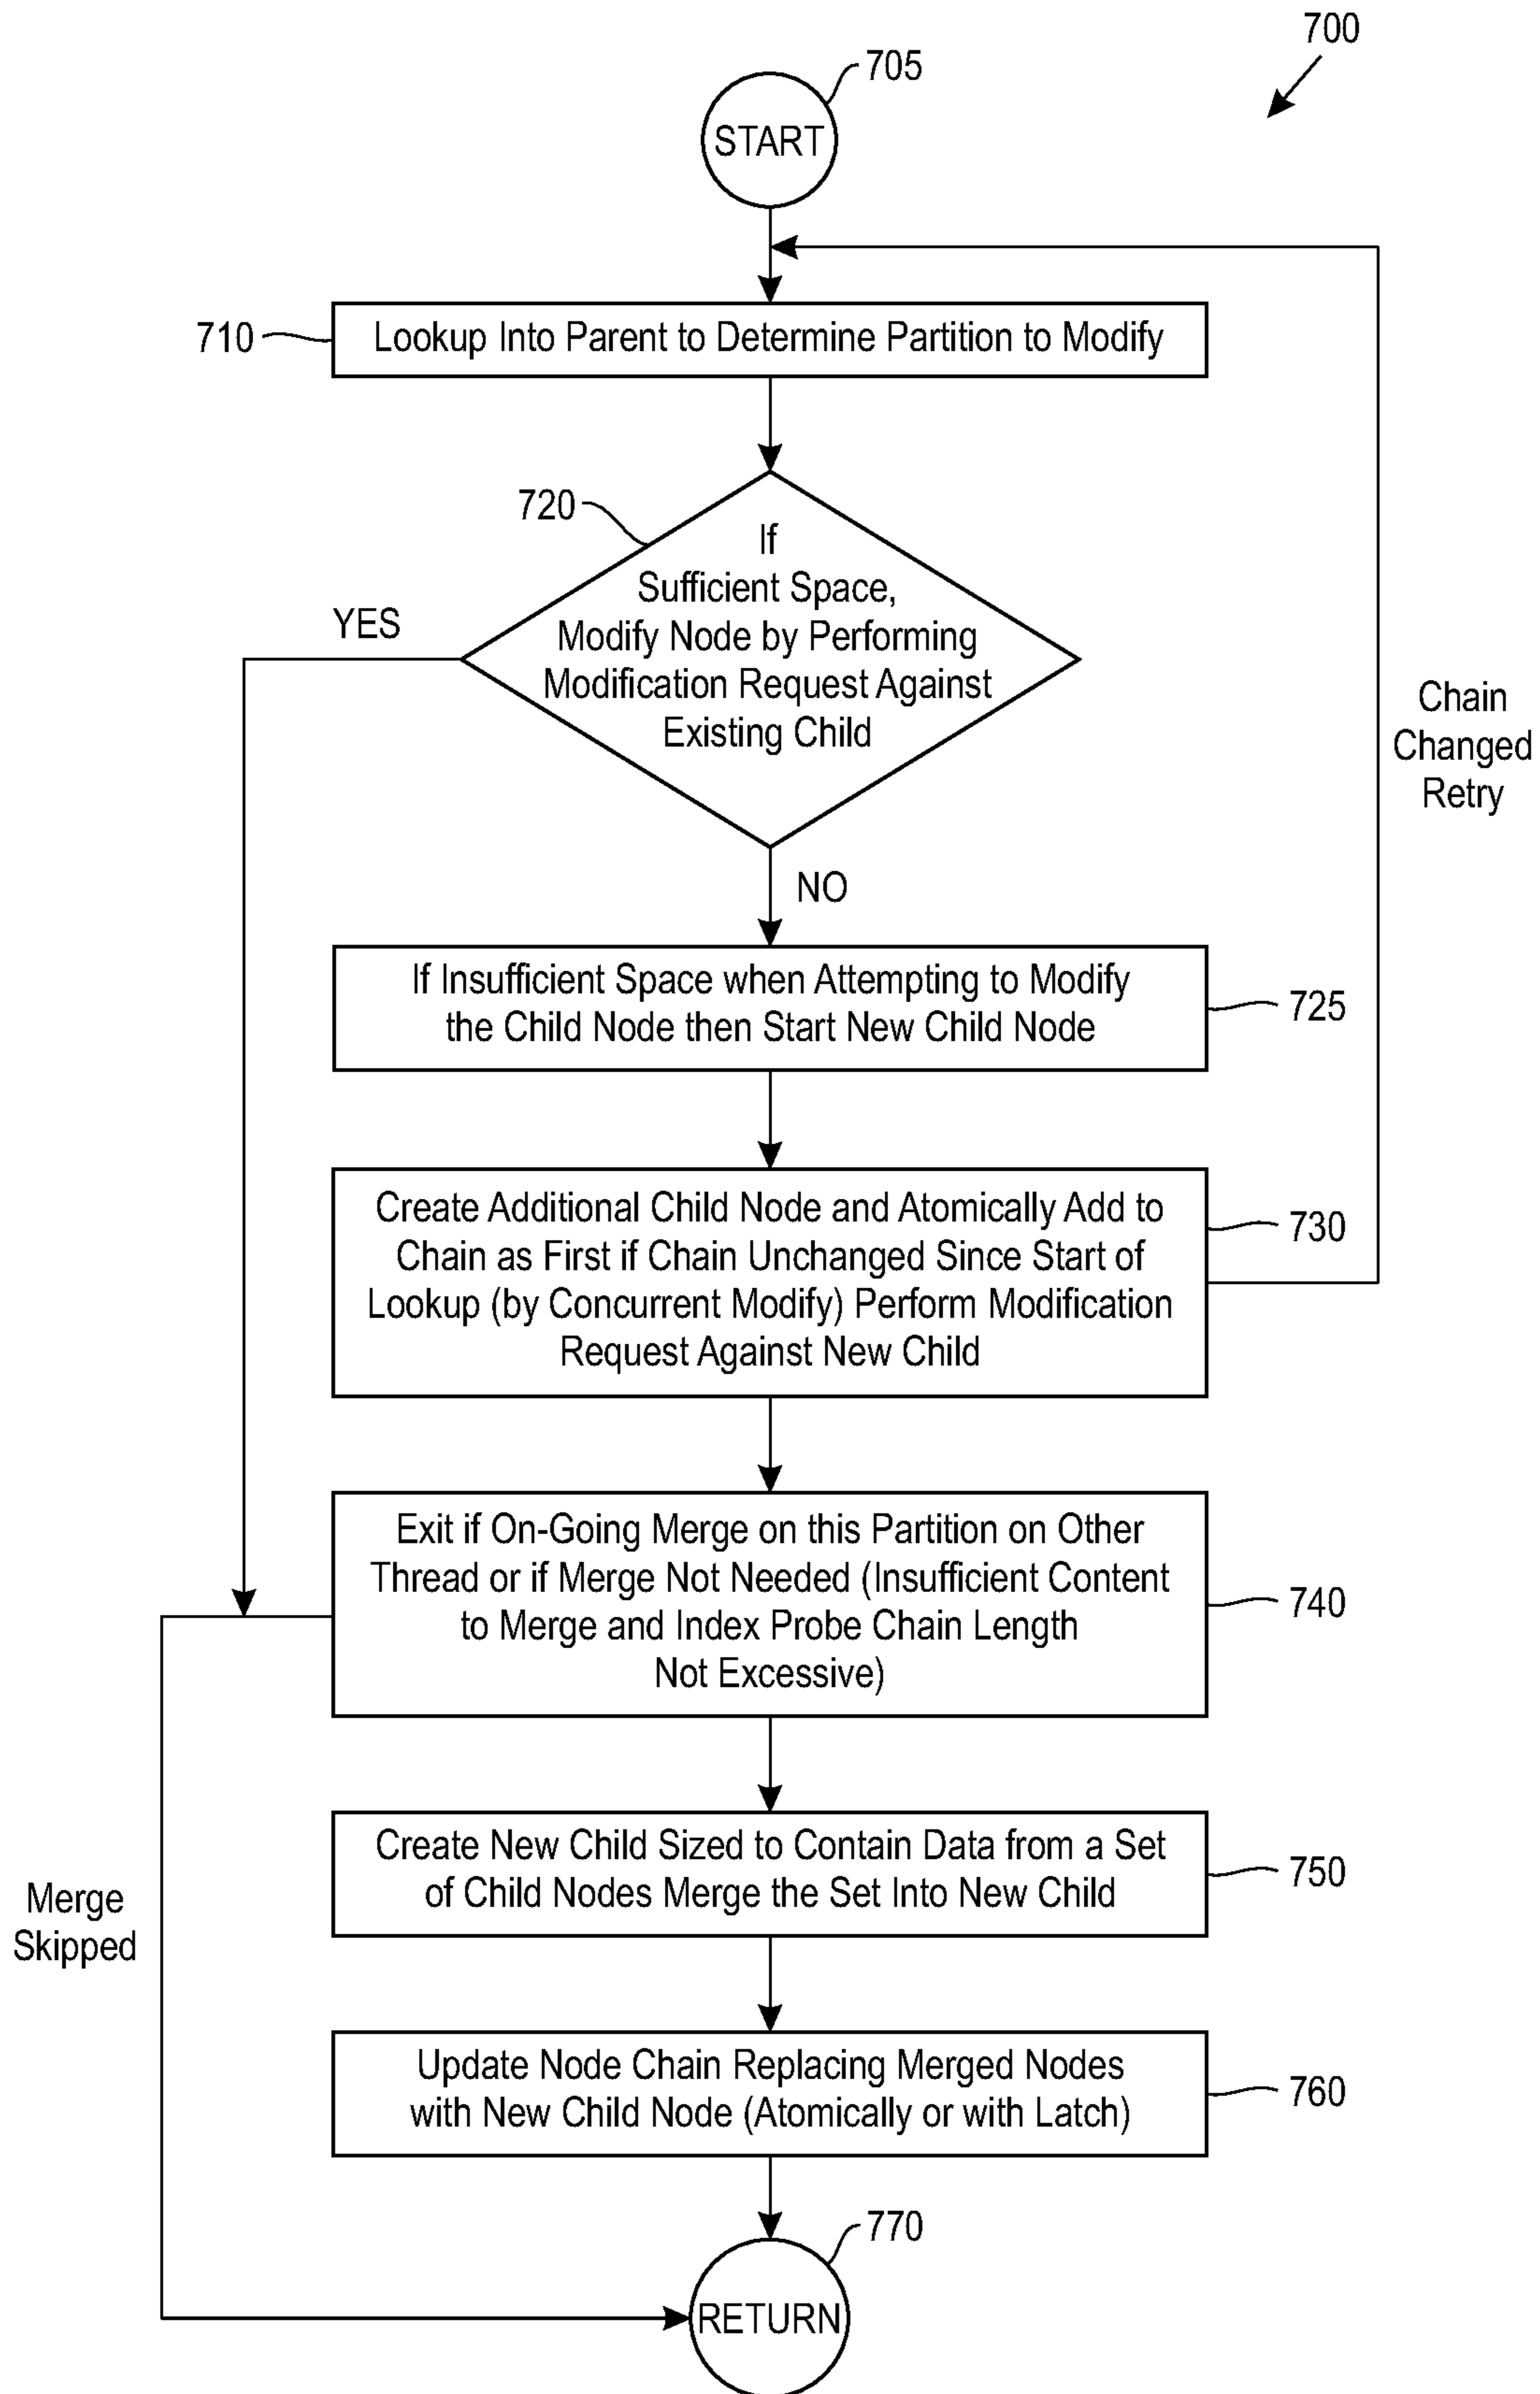 700
705
START
710
Lookup Into Parent to Determine Partition to Modify
720
If
Sufficient Space,
Modify Node by Performing
Modification Request Against
Existing Child
YES
NO
Chain
Changed
Retry
If Insufficient Space when Attempting to Modify
the Child Node then Start New Child Node
725
Create Additional Child Node and Atomically Add to
Chain as First if Chain Unchanged Since Start of
Lookup (by Concurrent Modify) Perform Modification
Request Against New Child
730
Exit if On-Going Merge on this Partition on Other
Thread or if Merge Not Needed (Insufficient Content
to Merge and Index Probe Chain Length
Not Excessive)
740
Create New Child Sized to Contain Data from a Set
of Child Nodes Merge the Set Into New Child
750
Merge
Skipped
Update Node Chain Replacing Merged Nodes
with New Child Node (Atomically or with Latch)
760
770
RETURN